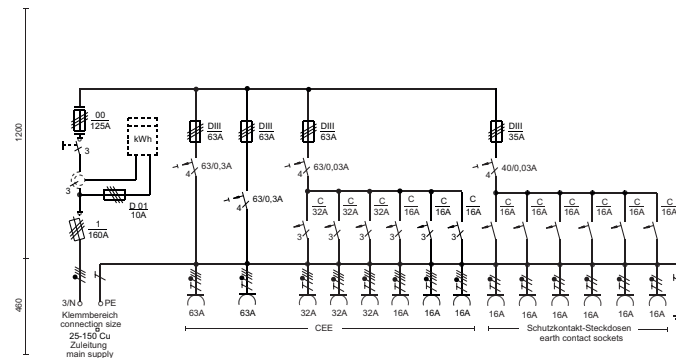 1200
460
00
125A
3
kWh
3
D 01
10A
1
160A
3/N
PE
Klemmbereich
connection size
25-150 Cu
Zuleitung
main supply
DIII
63A
63/0,3A
4
63A
DIII
63A
63/0,3A
4
63A
DIII
63A
63/0,03A
4
C
32A
C
32A
C
32A
C
16A
C
16A
C
16A
3
3
3
3
3
3
32A
32A
32A
16A
16A
16A
CEE
DIII
35A
40/0,03A
4
C
16A
C
16A
C
16A
C
16A
C
16A
C
16A
16A
16A
16A
16A
16A
16A
Schutzkontakt-Steckdosen
earth contact sockets